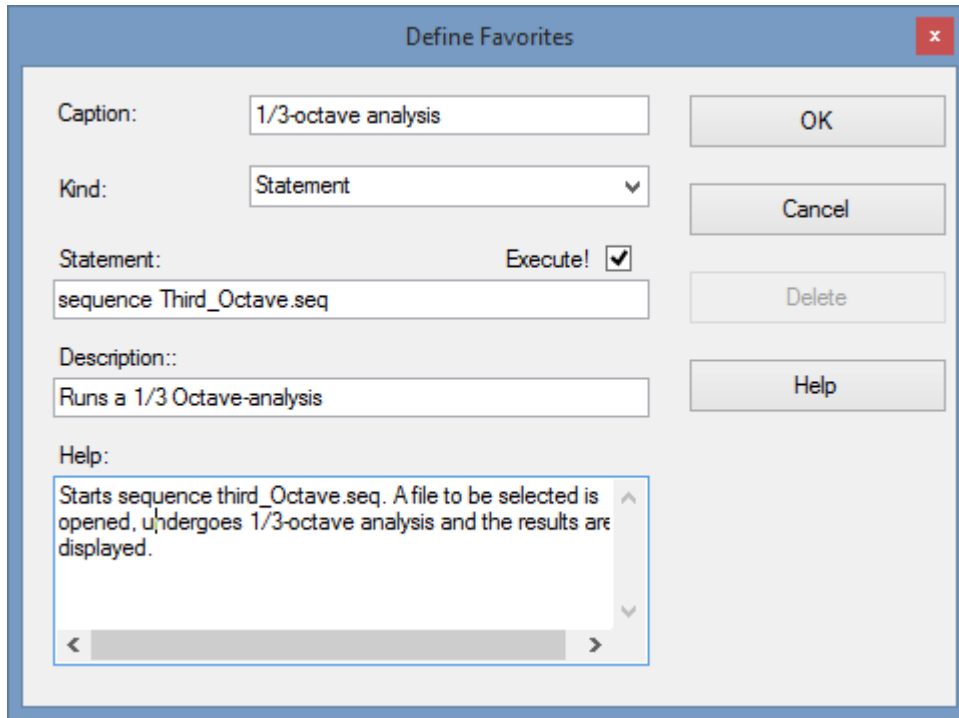 Define Favorites
x
Caption:
1/3-octave analysis
OK
Kind:
Statement
Cancel
Statement:
Execute!
sequence Third_Octave.seq
Delete
Description::
Runs a 1/3 Octave-analysis
Help
Help:
Starts sequence third_Octave.seq. A file to be selected is
opened, undergoes 1/3-octave analysis and the results are
displayed.